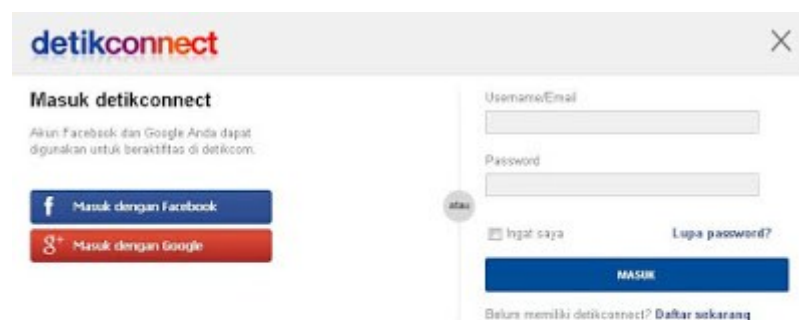 detikconnect
Masuk detikconnect
Akun Facebook dan Google Anda dapat
digunakan untuk beraktifitas di detikcom.
f Masuk dengan Facebook
g+ Masuk dengan Google
atau
Username/Email
Password
Ingat saya
Lupa password?
MASUK
Belum memiliki detikconnect? Daftar sekarang